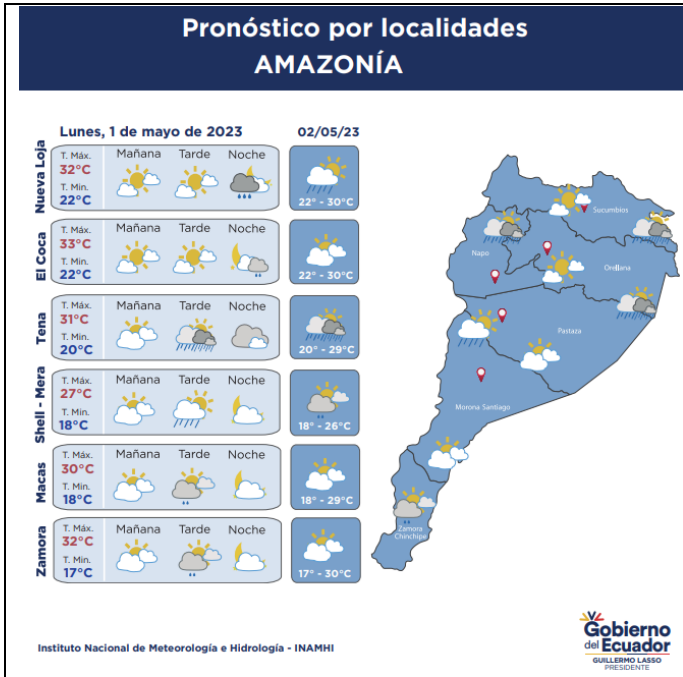 Pronóstico por localidades
AMAZONÍA
Lunes, 1 de mayo de 2023
02/05/23
Nueva Loja
T. Máx.
32°C
T. Min.
22°C
Mañana Tarde Noche
22° - 30°C
El Coca
T. Máx.
33°C
T. Min.
22°C
Mañana Tarde Noche
22° - 30°C
Tena
T. Máx.
31°C
T. Min.
20°C
Mañana Tarde Noche
20° - 29°C
Shell - Mera
T. Máx.
27°C
T. Min.
18°C
Mañana Tarde Noche
18° - 26°C
Macas
T. Máx.
30°C
T. Min.
18°C
Mañana Tarde Noche
18° - 29°C
Zamora
T. Máx.
32°C
T. Min.
17°C
Mañana Tarde Noche
17° - 30°C
Sucumbios
Napo
Orellana
Pastaza
Morona Santiago
Zamora
Chinchipe
Instituto Nacional de Meteorología e Hidrología - INAMHI
Gobierno
del Ecuador
GUILLERMO LASSO
PRESIDENTE